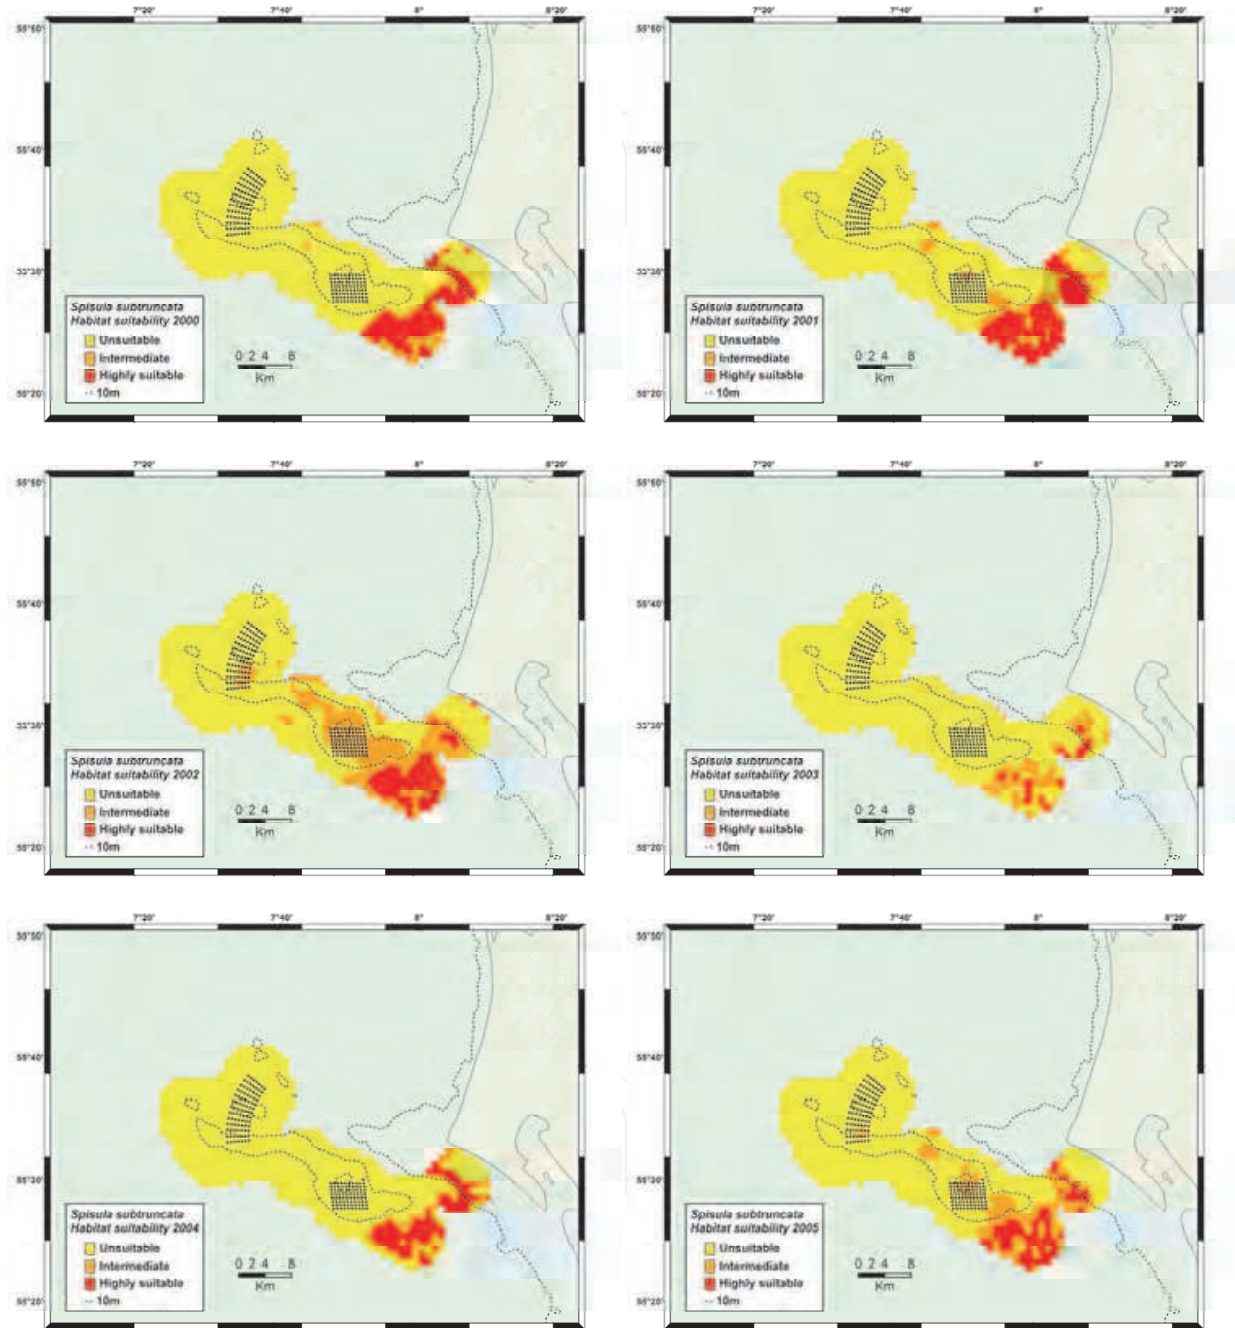 7°20' 7°40' 8° 8°20'
55°50'
55°40'
55°30'
55°20'
Spisula subtruncata
Habitat suitability 2000
Unsuitable
Intermediate
Highly suitable
10m
0 2 4 8
Km
7°20' 7°40' 8° 8°20'
55°50'
55°40'
55°30'
55°20'
Spisula subtruncata
Habitat suitability 2001
Unsuitable
Intermediate
Highly suitable
10m
0 2 4 8
Km
7°20' 7°40' 8° 8°20'
55°50'
55°40'
55°30'
55°20'
Spisula subtruncata
Habitat suitability 2002
Unsuitable
Intermediate
Highly suitable
10m
0 2 4 8
Km
7°20' 7°40' 8° 8°20'
55°50'
55°40'
55°30'
55°20'
Spisula subtruncata
Habitat suitability 2003
Unsuitable
Intermediate
Highly suitable
10m
0 2 4 8
Km
7°20' 7°40' 8° 8°20'
55°50'
55°40'
55°30'
55°20'
Spisula subtruncata
Habitat suitability 2004
Unsuitable
Intermediate
Highly suitable
10m
0 2 4 8
Km
7°20' 7°40' 8° 8°20'
55°50'
55°40'
55°30'
55°20'
Spisula subtruncata
Habitat suitability 2005
Unsuitable
Intermediate
Highly suitable
10m
0 2 4 8
Km